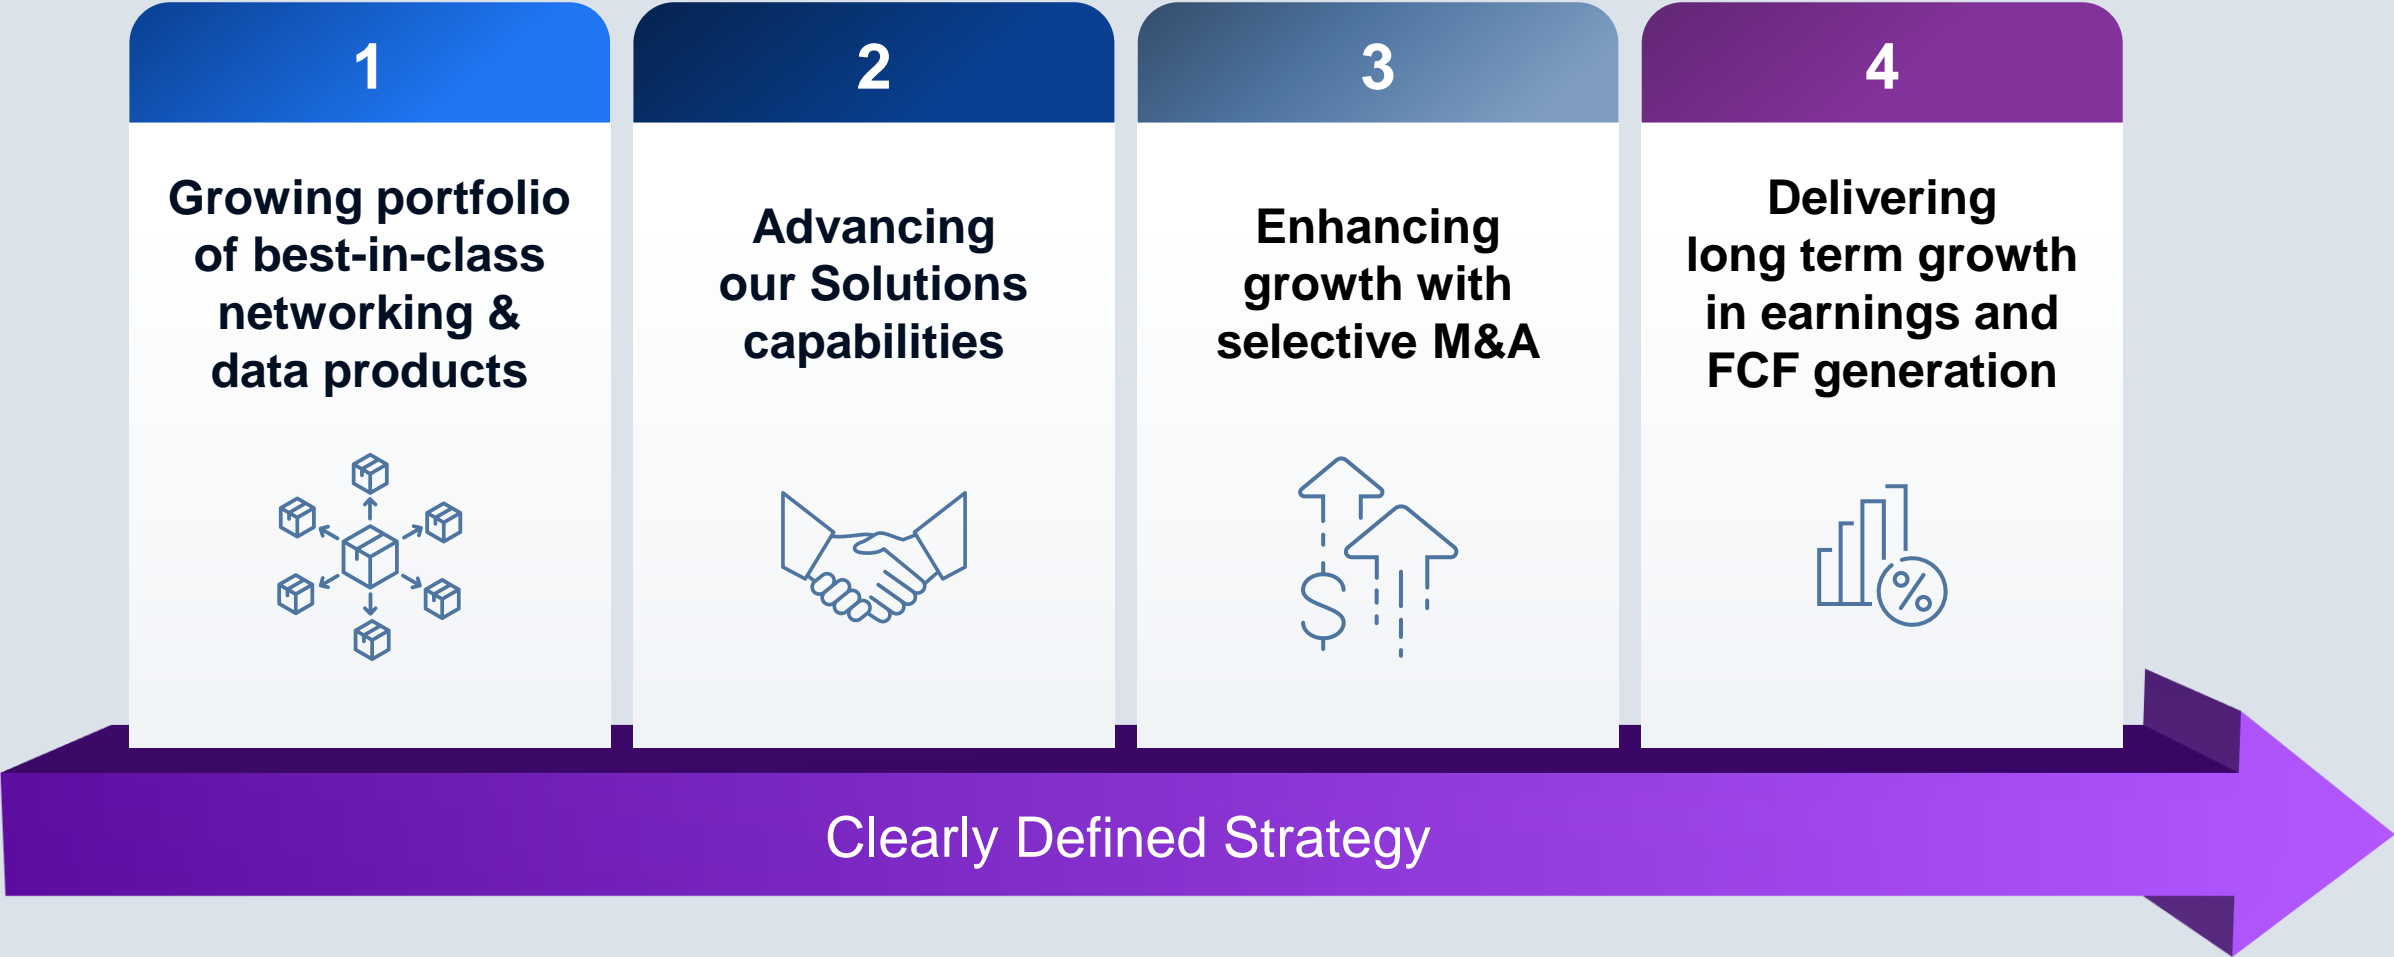 1
Growing portfolio
of best-in-class
networking &
data products
2
Advancing
our Solutions
capabilities
3
Enhancing
growth with
selective M&A
4
Delivering
long term growth
in earnings and
FCF generation
$
%
Clearly Defined Strategy